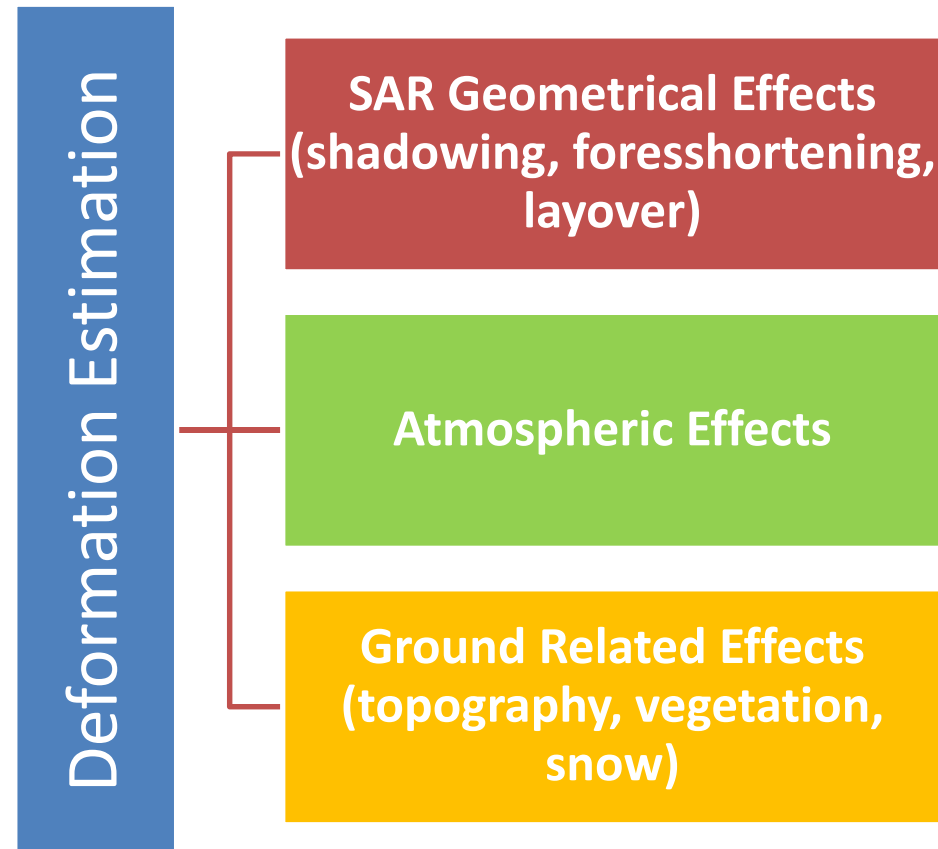 Deformation Estimation
SAR Geometrical Effects
(shadowing, foresshortening,
layover)
Atmospheric Effects
Ground Related Effects
(topography, vegetation,
snow)